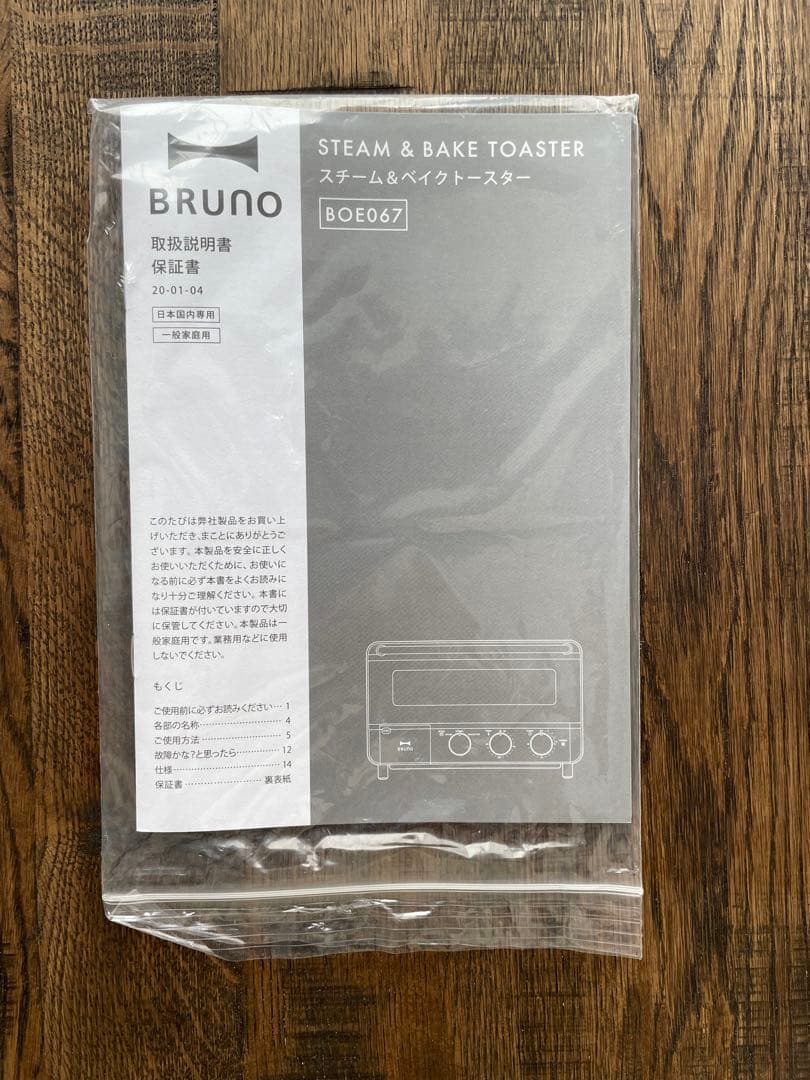 BRUNO
取扱説明書
保証書
20-01-04
日本国内専用
一般家庭用
STEAM & BAKE TOASTER
スチーム&ベイクトースター
BOE067
このたびは弊社製品をお買い上
げいただき、まことにありがとうご
ざいます。本製品を安全に正しく
お使いいただくために、お使いに
なる前に必ず本書をよくお読みに
なり十分ご理解ください。本書に
は保証書が付いていますので大切
に保管してください。本製品は一
般家庭用です。業務用などに使用
しないでください。
もくじ
ご使用前に必ずお読みください… 1
各部の名称…………………… 4
ご使用方法…………………… 5
故障かな?と思ったら………… 12
仕様…………………………… 14
保証書…………………… 裏表紙
BRUNO